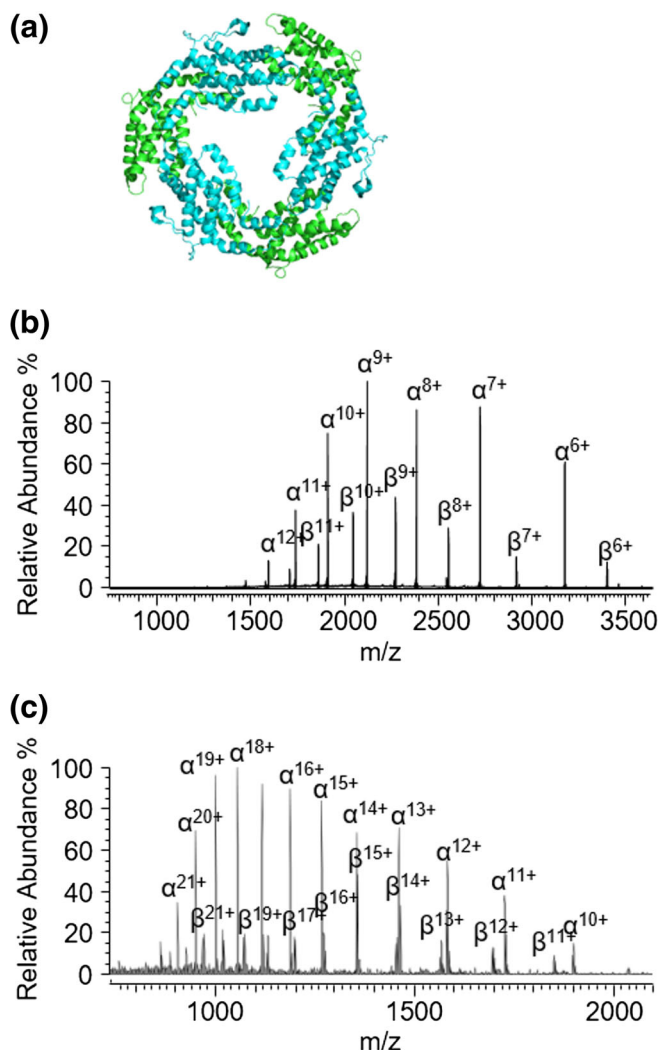 (a)
(b)
Relative Abundance %
100
80
60
40
20
0
α12+
α11+
β11+
α10+
β10+
α9+
β9+
α8+
β8+
α7+
β7+
α6+
β6+
1000 1500 2000 2500 3000 3500
m/z
(c)
Relative Abundance %
100
80
60
40
20
0
α21+
β21+
α20+
α19+
β19+
α18+
α16+
β17+
α15+
β16+
α14+
β15+
α13+
β14+
α12+
β13+
α11+
β12+
β11+
α10+
1000 1500 2000
m/z